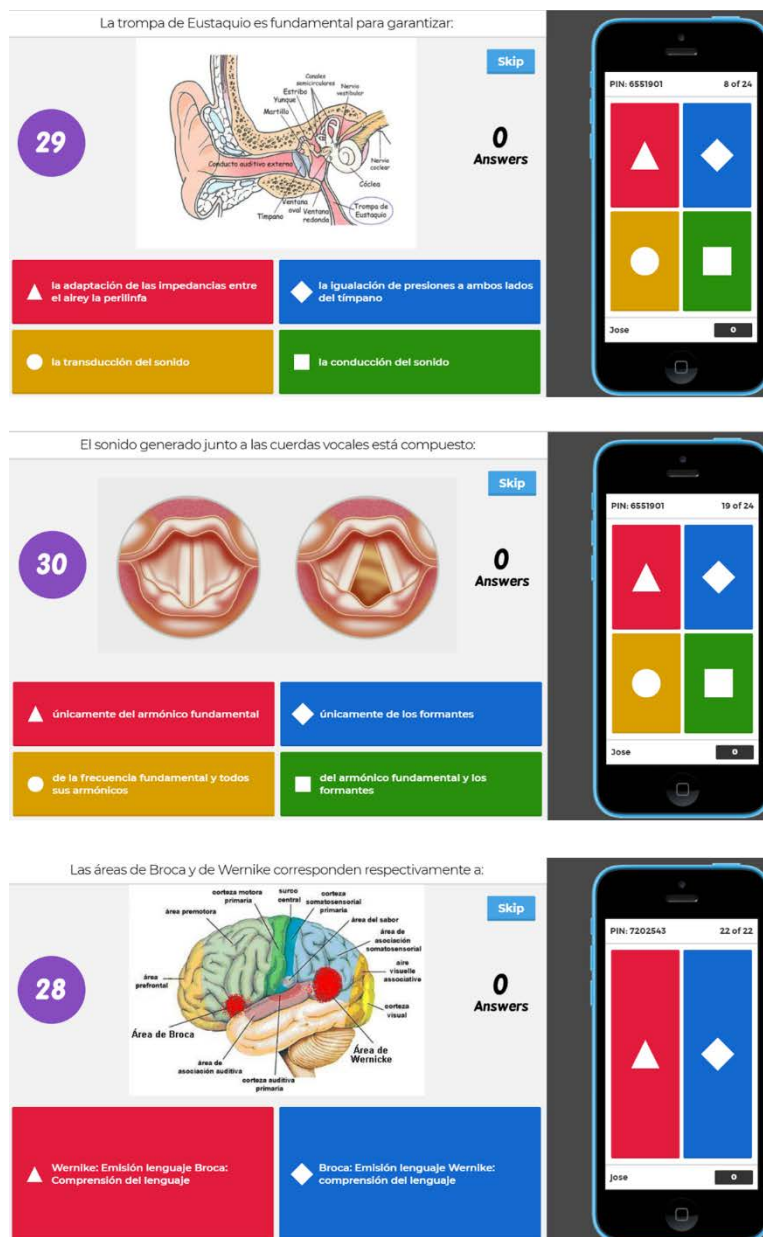 La trompa de Eustaquio es fundamental para garantizar:
Skip
29
0
Answers
Canales
semicirculares
Estribo
Yunque
Martillo
Nervio
vestibular
Conducto auditivo externo
Nervio
coclear
Cóclea
Ventana
oval
Tímpano
Ventana
redonda
Trompa de
Eustaquio
la adaptación de las impedancias entre
el airey la perilinfa
la igualación de presiones a ambos lados
del tímpano
la transducción del sonido
la conducción del sonido
PIN: 6551901
8 of 24
Jose
0
El sonido generado junto a las cuerdas vocales está compuesto:
Skip
30
0
Answers
únicamente del armónico fundamental
únicamente de los formantes
de la frecuencia fundamental y todos
sus armónicos
del armónico fundamental y los
formantes
PIN: 6551901
19 of 24
Jose
0
Las áreas de Broca y de Wernike corresponden respectivamente a:
Skip
28
0
Answers
corteza motora
primaria
surco
central
corteza
somatosensorial
primaria
área premotora
área del sabor
área de
asociación
somatosensorial
área
prefrontal
aire
visuelle
associative
corteza
visual
Área de Broca
Área de
Wernicke
área de
asociación auditiva
corteza auditiva
primaria
Wernike: Emisión lenguaje Broca:
Comprensión del lenguaje
Broca: Emisión lenguaje Wernike:
comprensión del lenguaje
PIN: 7202543
22 of 22
jose
0